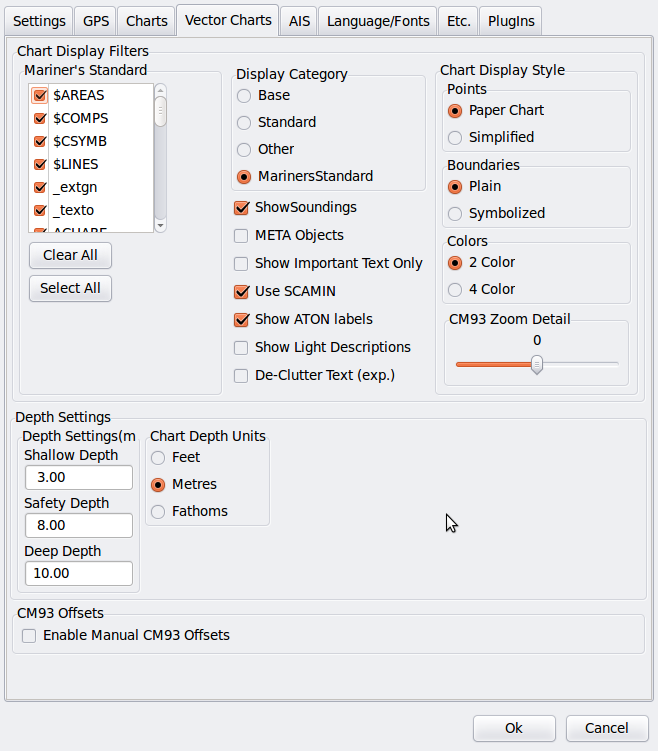 Settings GPS Charts Vector Charts AIS Language/Fonts Etc. PlugIns
Chart Display Filters
Mariner's Standard
$AREAS
$COMPS
$CSYMB
$LINES
_extgn
_texto
Clear All
Select All
Display Category
Base
Standard
Other
MarinersStandard
ShowSoundings
META Objects
Show Important Text Only
Use SCAMIN
Show ATON labels
Show Light Descriptions
De-Clutter Text (exp.)
Chart Display Style
Points
Paper Chart
Simplified
Boundaries
Plain
Symbolized
Colors
2 Color
4 Color
CM93 Zoom Detail
0
Depth Settings
Depth Settings(m
Shallow Depth
3.00
Safety Depth
8.00
Deep Depth
10.00
Chart Depth Units
Feet
Metres
Fathoms
CM93 Offsets
Enable Manual CM93 Offsets
Ok Cancel